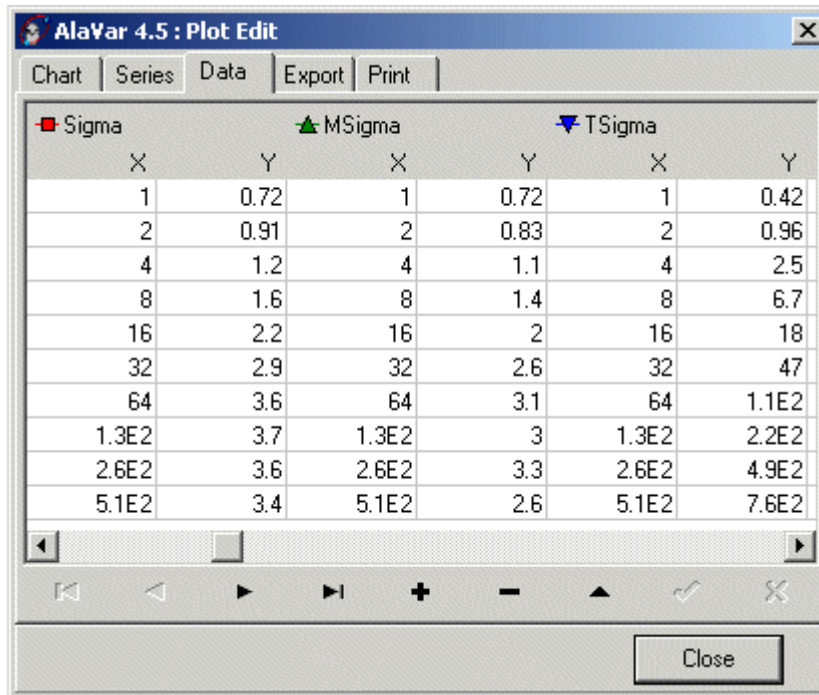 AlaVar 4.5 : Plot Edit
Chart Series Data Export Print
Sigma MSigma TSigma
X Y X Y X Y
1 0.72 1 0.72 1 0.42
2 0.91 2 0.83 2 0.96
4 1.2 4 1.1 4 2.5
8 1.6 8 1.4 8 6.7
16 2.2 16 2 16 18
32 2.9 32 2.6 32 47
64 3.6 64 3.1 64 1.1E2
1.3E2 3.7 1.3E2 3 1.3E2 2.2E2
2.6E2 3.6 2.6E2 3.3 2.6E2 4.9E2
5.1E2 3.4 5.1E2 2.6 5.1E2 7.6E2
Close